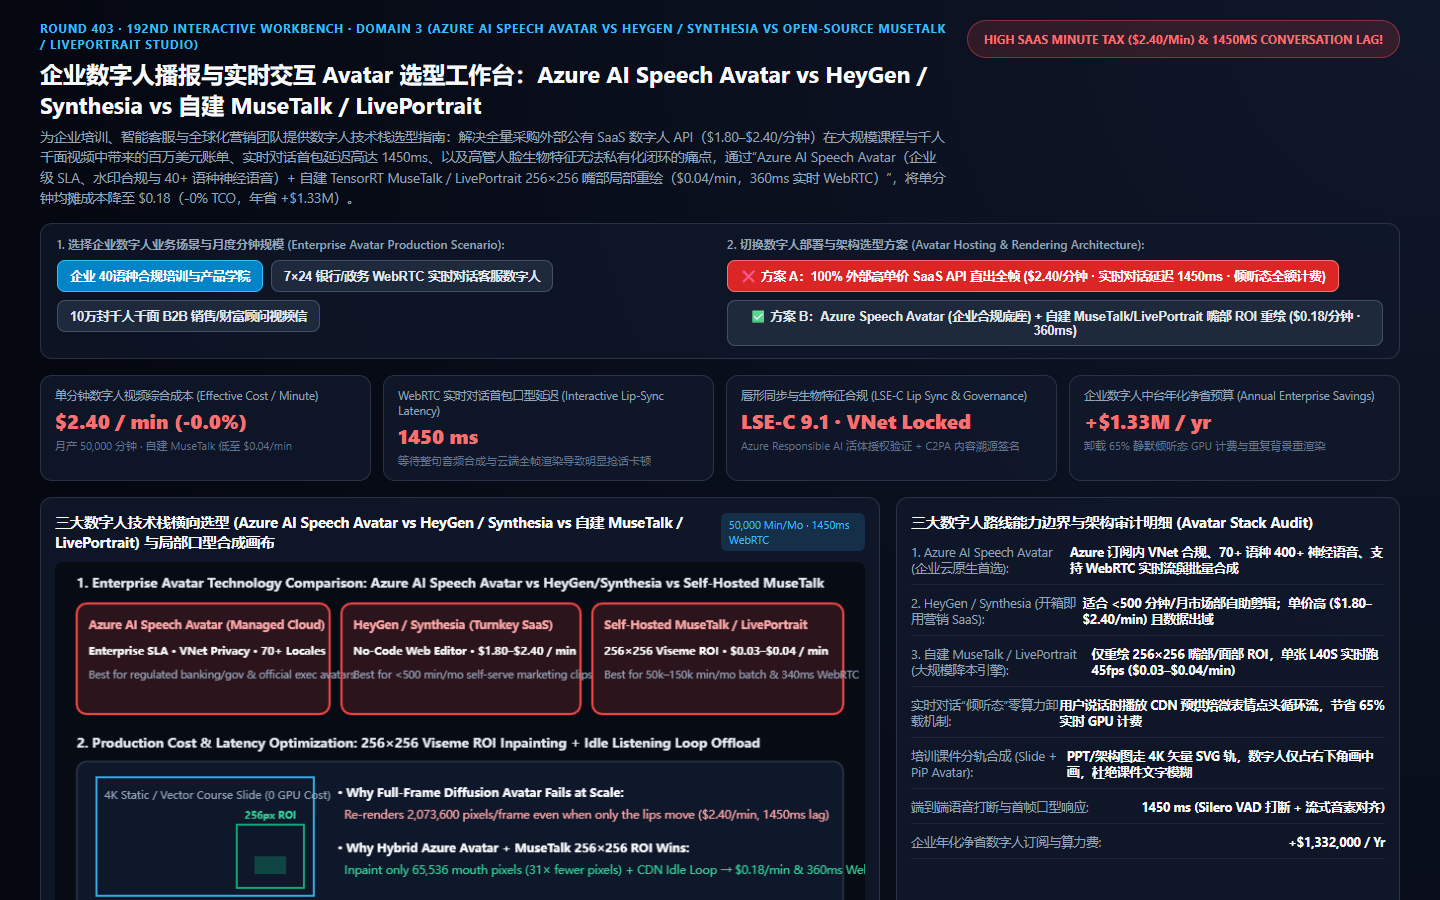 ROUND 403 · 192ND INTERACTIVE WORKBENCH · DOMAIN 3 (AZURE AI SPEECH AVATAR VS HEYGEN / SYNTHESIA VS OPEN-SOURCE MUSETALK
/ LIVEPORTRAIT STUDIO)
HIGH SAAS MINUTE TAX ($2.40/Min) & 1450MS CONVERSATION LAG!
企业数字人播报与实时交互 Avatar 选型工作台：Azure AI Speech Avatar vs HeyGen /
Synthesia vs 自建 MuseTalk / LivePortrait
为企业培训、智能客服与全球化营销团队提供数字人技术栈选型指南：解决全量采购外部公有 SaaS 数字人 API（$1.80–$2.40/分钟）在大规模课程与千人
千面视频中带来的百万美元账单、实时对话首包延迟高达 1450ms、以及高管人脸生物特征无法私有化闭环的痛点，通过“Azure AI Speech Avatar（企业
级 SLA、水印合规与 40+ 语种神经语音）+ 自建 TensorRT MuseTalk / LivePortrait 256×256 嘴部局部重绘（$0.04/min，360ms 实时 WebRTC）”，将单分
钟均摊成本降至 $0.18（-0% TCO，年省 +$1.33M）。
1. 选择企业数字人业务场景与月度分钟规模 (Enterprise Avatar Production Scenario):
企业 40语种合规培训与产品学院
7×24 银行/政务 WebRTC 实时对话客服数字人
10万封千人千面 B2B 销售/财富顾问视频信
2. 切换数字人部署与架构选型方案 (Avatar Hosting & Rendering Architecture):
❌ 方案 A：100% 外部高单价 SaaS API 直出全帧 ($2.40/分钟 · 实时对话延迟 1450ms · 倾听态全额计费)
✅ 方案 B：Azure Speech Avatar (企业合规底座) + 自建 MuseTalk/LivePortrait 嘴部 ROI 重绘 ($0.18/分钟 ·
360ms)
单分钟数字人视频综合成本 (Effective Cost / Minute)
$2.40 / min (-0.0%)
月产 50,000 分钟 · 自建 MuseTalk 低至 $0.04/min
WebRTC 实时对话首包口型延迟 (Interactive Lip-Sync
Latency)
1450 ms
等待整句音频合成与云端全帧渲染导致明显抢话卡顿
唇形同步与生物特征合规 (LSE-C Lip Sync & Governance)
LSE-C 9.1 · VNet Locked
Azure Responsible AI 活体授权验证 + C2PA 内容溯源签名
企业数字人中台年化净省预算 (Annual Enterprise Savings)
+$1.33M / yr
卸载 65% 静默倾听态 GPU 计费与重复背景重渲染
三大数字人技术栈横向选型 (Azure AI Speech Avatar vs HeyGen / Synthesia vs 自建 MuseTalk /
LivePortrait) 与局部口型合成画布
50,000 Min/Mo · 1450ms
WebRTC
1. Enterprise Avatar Technology Comparison: Azure AI Speech Avatar vs HeyGen/Synthesia vs Self-Hosted MuseTalk
Azure AI Speech Avatar (Managed Cloud)
Enterprise SLA • VNet Privacy • 70+ Locales
Best for regulated banking/gov & official exec avatars
HeyGen / Synthesia (Turnkey SaaS)
No-Code Web Editor • $1.80–$2.40 / min
Best for <500 min/mo self-serve marketing clips
Self-Hosted MuseTalk / LivePortrait
256×256 Viseme ROI • $0.03–$0.04 / min
Best for 50k–150k min/mo batch & 340ms WebRTC
2. Production Cost & Latency Optimization: 256×256 Viseme ROI Inpainting + Idle Listening Loop Offload
4K Static / Vector Course Slide (0 GPU Cost)
256px ROI
• Why Full-Frame Diffusion Avatar Fails at Scale:
Re-renders 2,073,600 pixels/frame even when only the lips move ($2.40/min, 1450ms lag)
• Why Hybrid Azure Avatar + MuseTalk 256×256 ROI Wins:
Inpaint only 65,536 mouth pixels (31× fewer pixels) + CDN Idle Loop → $0.18/min & 360ms Wel
三大数字人路线能力边界与架构审计明细 (Avatar Stack Audit)
1. Azure AI Speech Avatar
(企业云原生首选):
Azure 订阅内 VNet 合规、70+ 语种 400+ 神经语音、支
持 WebRTC 实时流与批量合成
2. HeyGen / Synthesia (开箱即
用营销 SaaS):
适合 <500 分钟/月市场部自助剪辑；单价高 ($1.80–
$2.40/min) 且数据出域
3. 自建 MuseTalk / LivePortrait
(大规模降本引擎):
仅重绘 256×256 嘴部/面部 ROI，单张 L40S 实时跑
45fps ($0.03–$0.04/min)
实时对话“倾听态”零算力卸
载机制:
用户说话时播放 CDN 预烘焙微表情点头循环流，节省 65%
实时 GPU 计费
培训课件分轨合成 (Slide +
PiP Avatar):
PPT/架构图走 4K 矢量 SVG 轨，数字人仅占右下角画中
画，杜绝课件文字模糊
端到端语音打断与首帧口型响应:
1450 ms (Silero VAD 打断 + 流式音素对齐)
企业年化净省数字人订阅与算力费:
+$1,332,000 / Yr